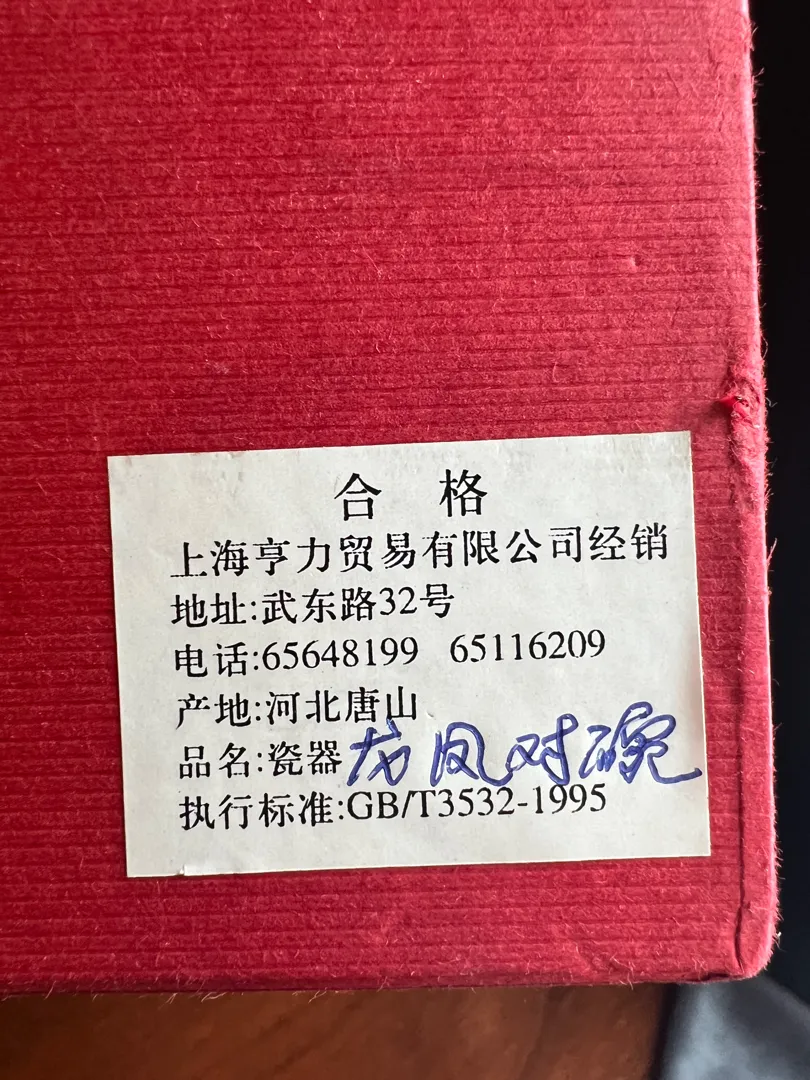 合 格
上海亨力贸易有限公司经销
地址:武东路32号
电话:65648199 65116209
产地:河北唐山
品名:瓷器龙凤对碗
执行标准:GB/T3532-1995